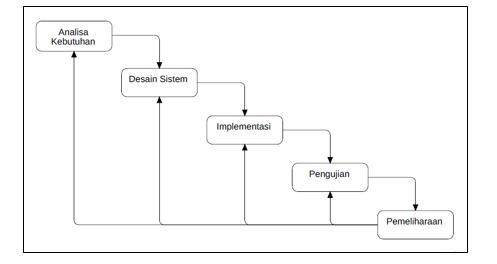 Analisa
Kebutuhan
Desain Sistem
Implementasi
Pengujian
Pemeliharaan